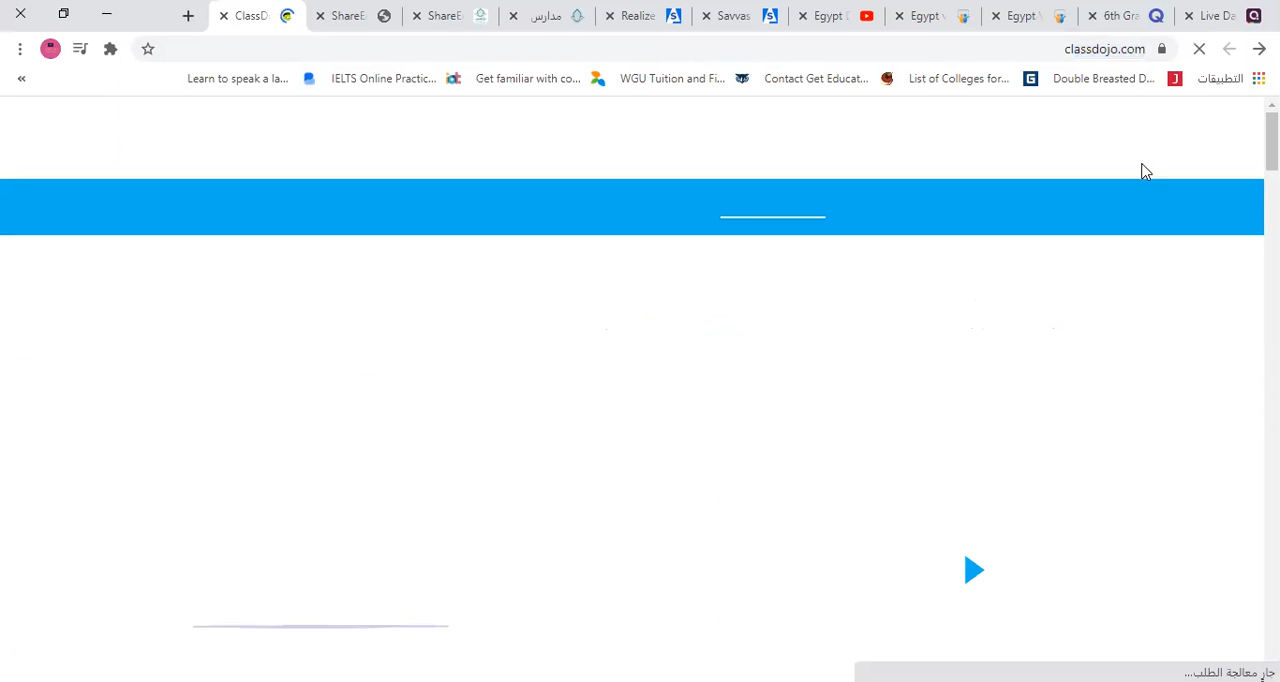 ClassD
ShareE
ShareE
مدارس
Realize
Savvas
Egypt
Egypt
Egypt
6th Gra
Live Da
classdojo.com
«
Learn to speak a la...
IELTS Online Practic...
Get familiar with co...
WGU Tuition and Fi...
Contact Get Educat...
List of Colleges for...
Double Breasted D...
التطبيقات
جارٍ معالجة الطلب...